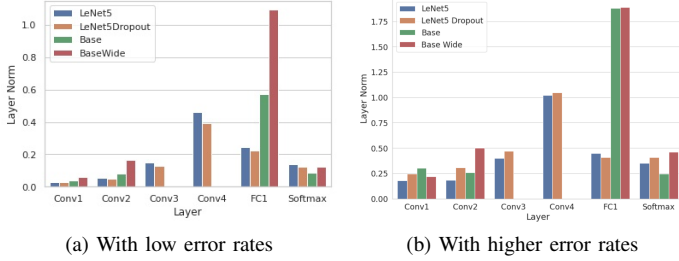 LeNet5
LeNet5Dropout
Base
BaseWide
1.0
0.8
0.6
0.4
0.2
0.0
Layer Norm
Conv1 Conv2 Conv3 Conv4 FC1 Softmax
Layer
(a) With low error rates
LeNet5
LeNet5 Dropout
Base
Base Wide
1.75
1.50
1.25
1.00
0.75
0.50
0.25
0.00
Layer Norm
Conv1 Conv2 Conv3 Conv4 FC1 Softmax
Layer
(b) With higher error rates